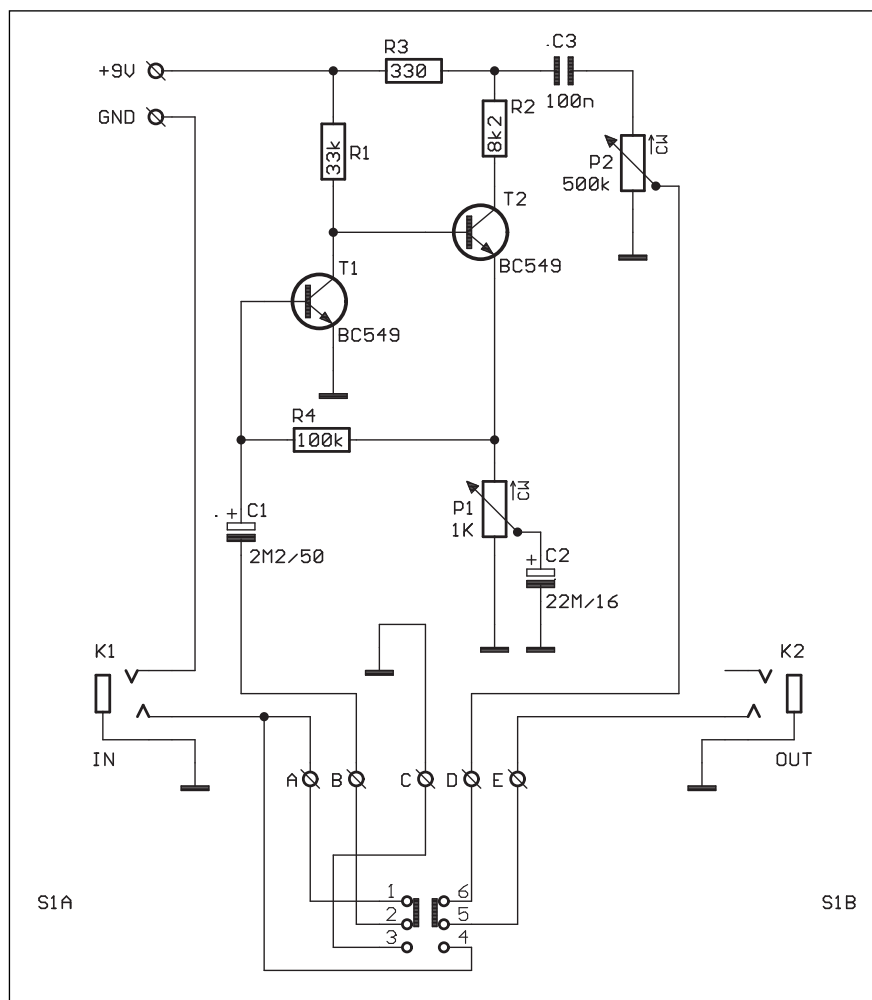 R3
.C3
+9V
330
GND
100n
R2
8k2
33k
R1
P2
CM
500k
T2
BC549
T1
BC549
R4
100k
P1
CM
1K
C1
+
2M2/50
C2
+
22M/16
K1
K2
IN
OUT
A B C D E
S1A
S1B
1 6
2 5
3 4